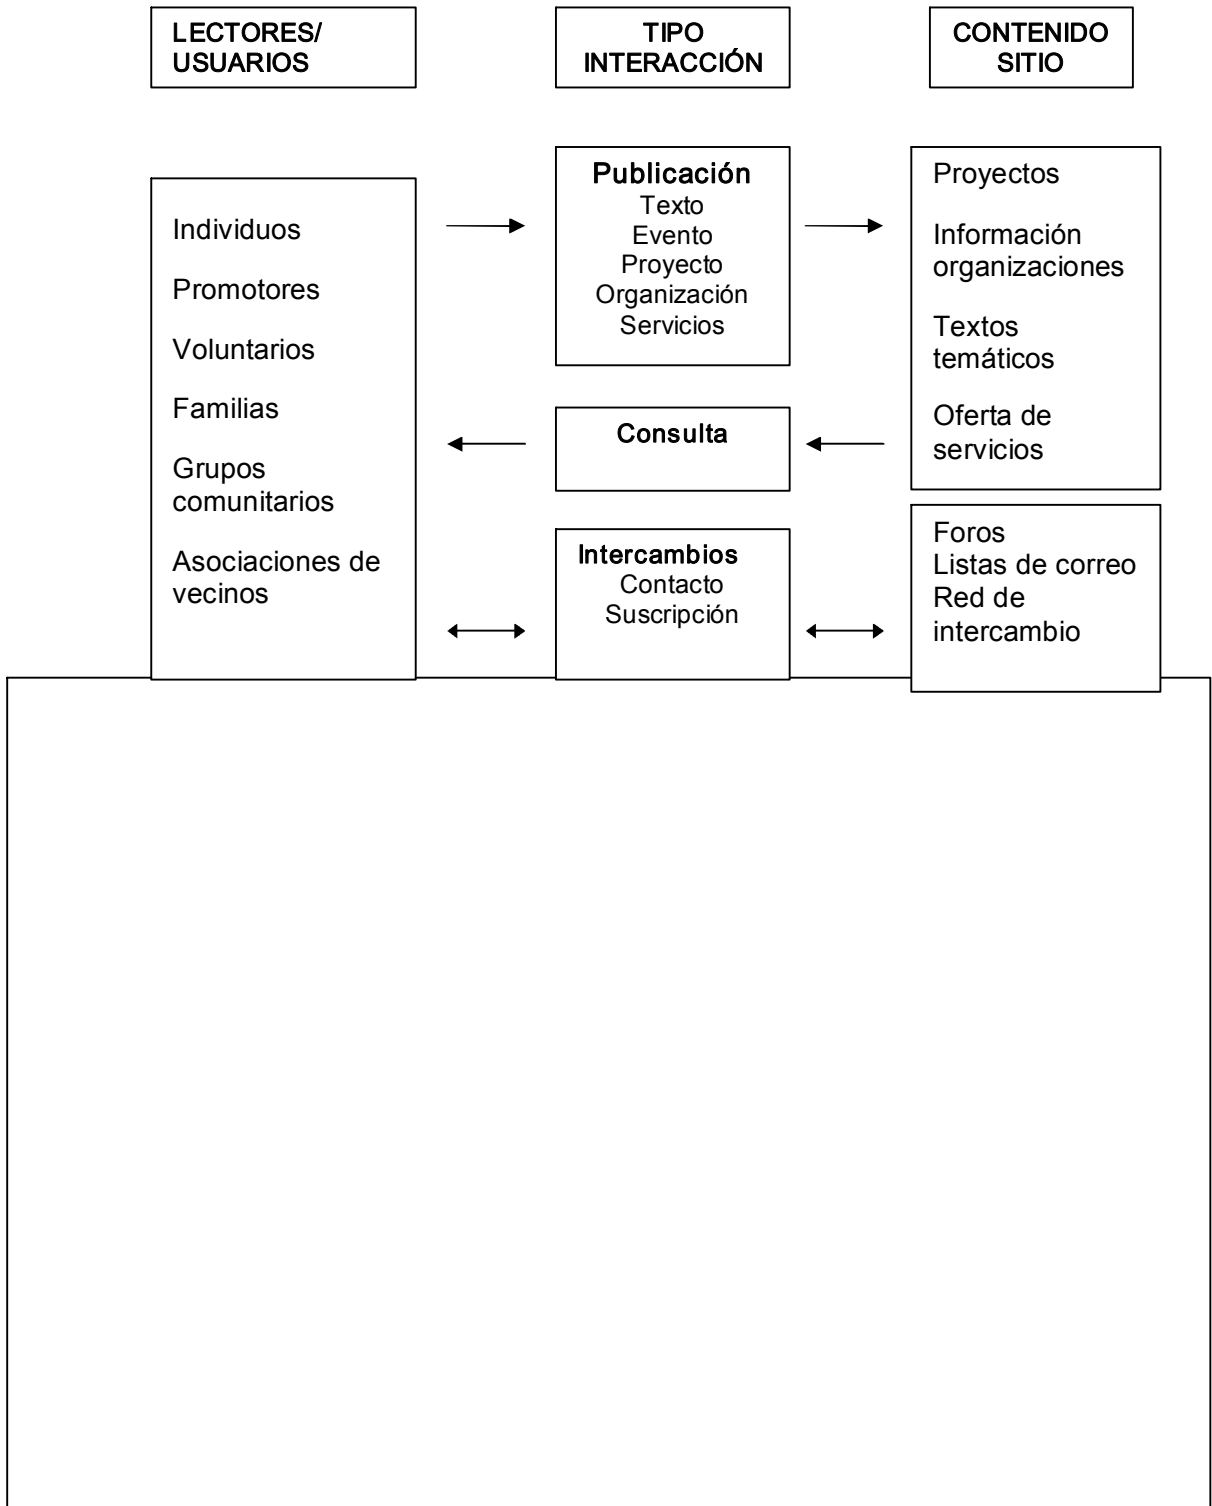 LECTORES/
USUARIOS
TIPO
INTERACCIÓN
CONTENIDO
SITIO
Individuos
Promotores
Voluntarios
Familias
Grupos
comunitarios
Asociaciones de
vecinos
Publicación
Texto
Evento
Proyecto
Organización
Servicios
Consulta
Intercambios
Contacto
Suscripción
Proyectos
Información
organizaciones
Textos
temáticos
Oferta de
servicios
Foros
Listas de correo
Red de
intercambio